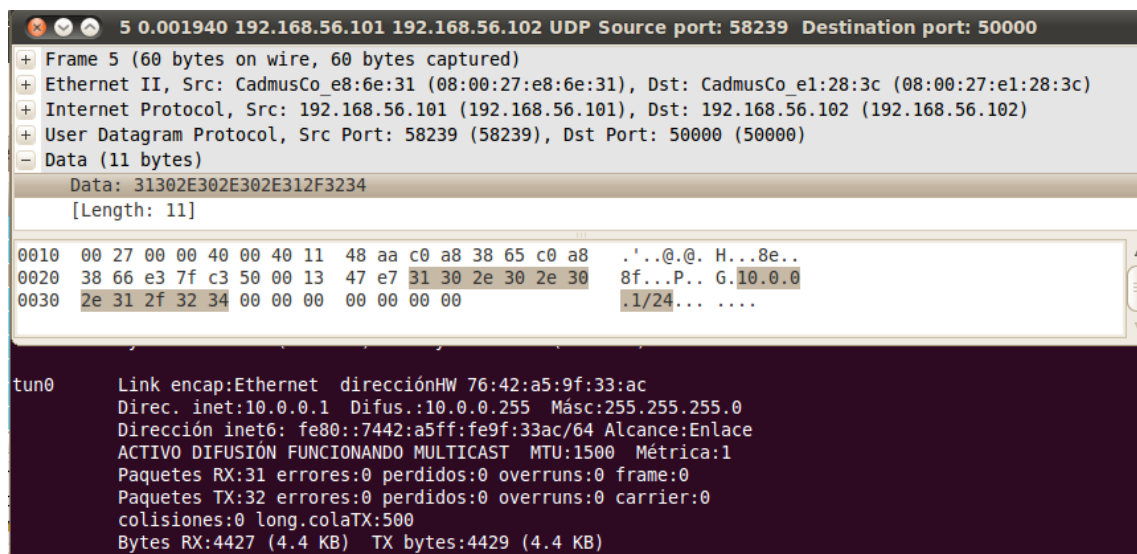 5 0.001940 192.168.56.101 192.168.56.102 UDP Source port: 58239 Destination port: 50000
+ Frame 5 (60 bytes on wire, 60 bytes captured)
+ Ethernet II, Src: CadmusCo_e8:6e:31 (08:00:27:e8:6e:31), Dst: CadmusCo_e1:28:3c (08:00:27:e1:28:3c)
+ Internet Protocol, Src: 192.168.56.101 (192.168.56.101), Dst: 192.168.56.102 (192.168.56.102)
+ User Datagram Protocol, Src Port: 58239 (58239), Dst Port: 50000 (50000)
− Data (11 bytes)
Data: 31302E302E302E312F3234
[Length: 11]
0010 00 27 00 00 40 00 40 11 48 aa c0 a8 38 65 c0 a8 .'..@.@. H...8e..
0020 38 66 e3 7f c3 50 00 13 47 e7 31 30 2e 30 2e 30 8f...P.. G.10.0.0
0030 2e 31 2f 32 34 00 00 00 00 00 00 00 .1/24... ....
tun0 Link encap:Ethernet direcciónHW 76:42:a5:9f:33:ac
Direc. inet:10.0.0.1 Difus.:10.0.0.255 Másc:255.255.255.0
Dirección inet6: fe80::7442:a5ff:fe9f:33ac/64 Alcance:Enlace
ACTIVO DIFUSIÓN FUNCIONANDO MULTICAST MTU:1500 Métrica:1
Paquetes RX:31 errores:0 perdidos:0 overruns:0 frame:0
Paquetes TX:32 errores:0 perdidos:0 overruns:0 carrier:0
colisiones:0 long.colaTX:500
Bytes RX:4427 (4.4 KB) TX bytes:4429 (4.4 KB)